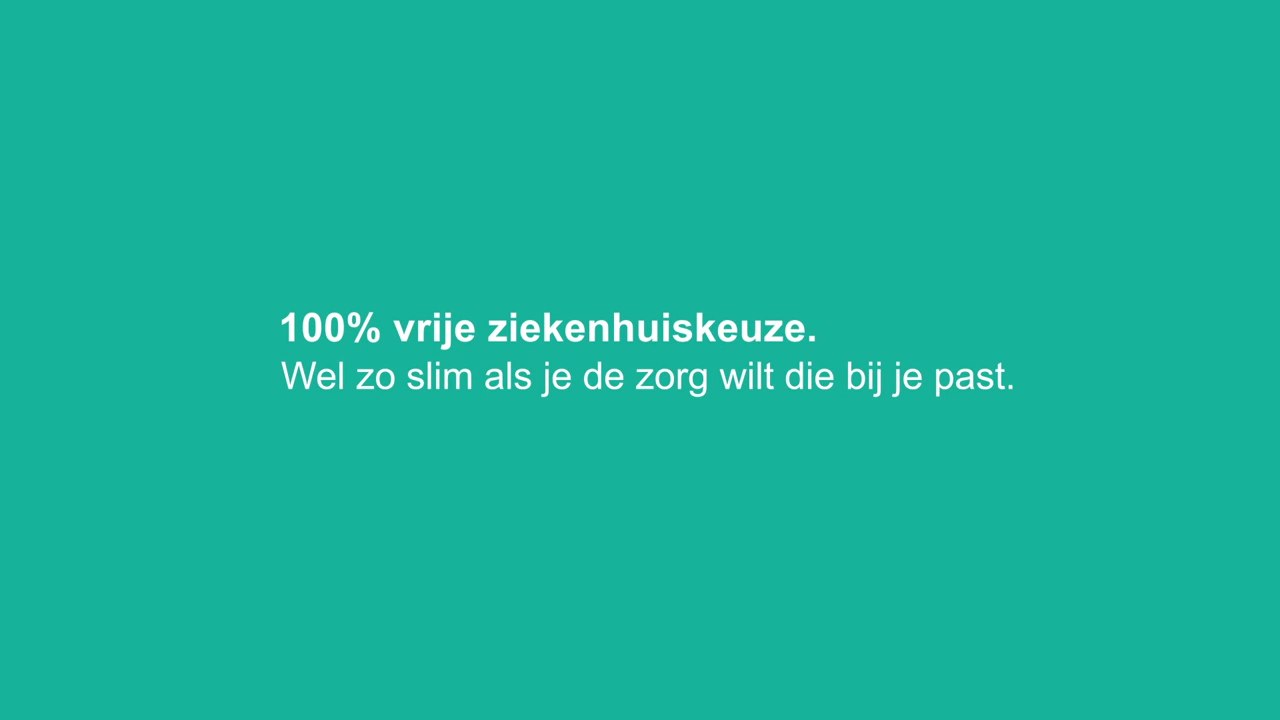 100% vrije ziekenhuiskeuze.
Wel zo slim als je de zorg wilt die bij je past.